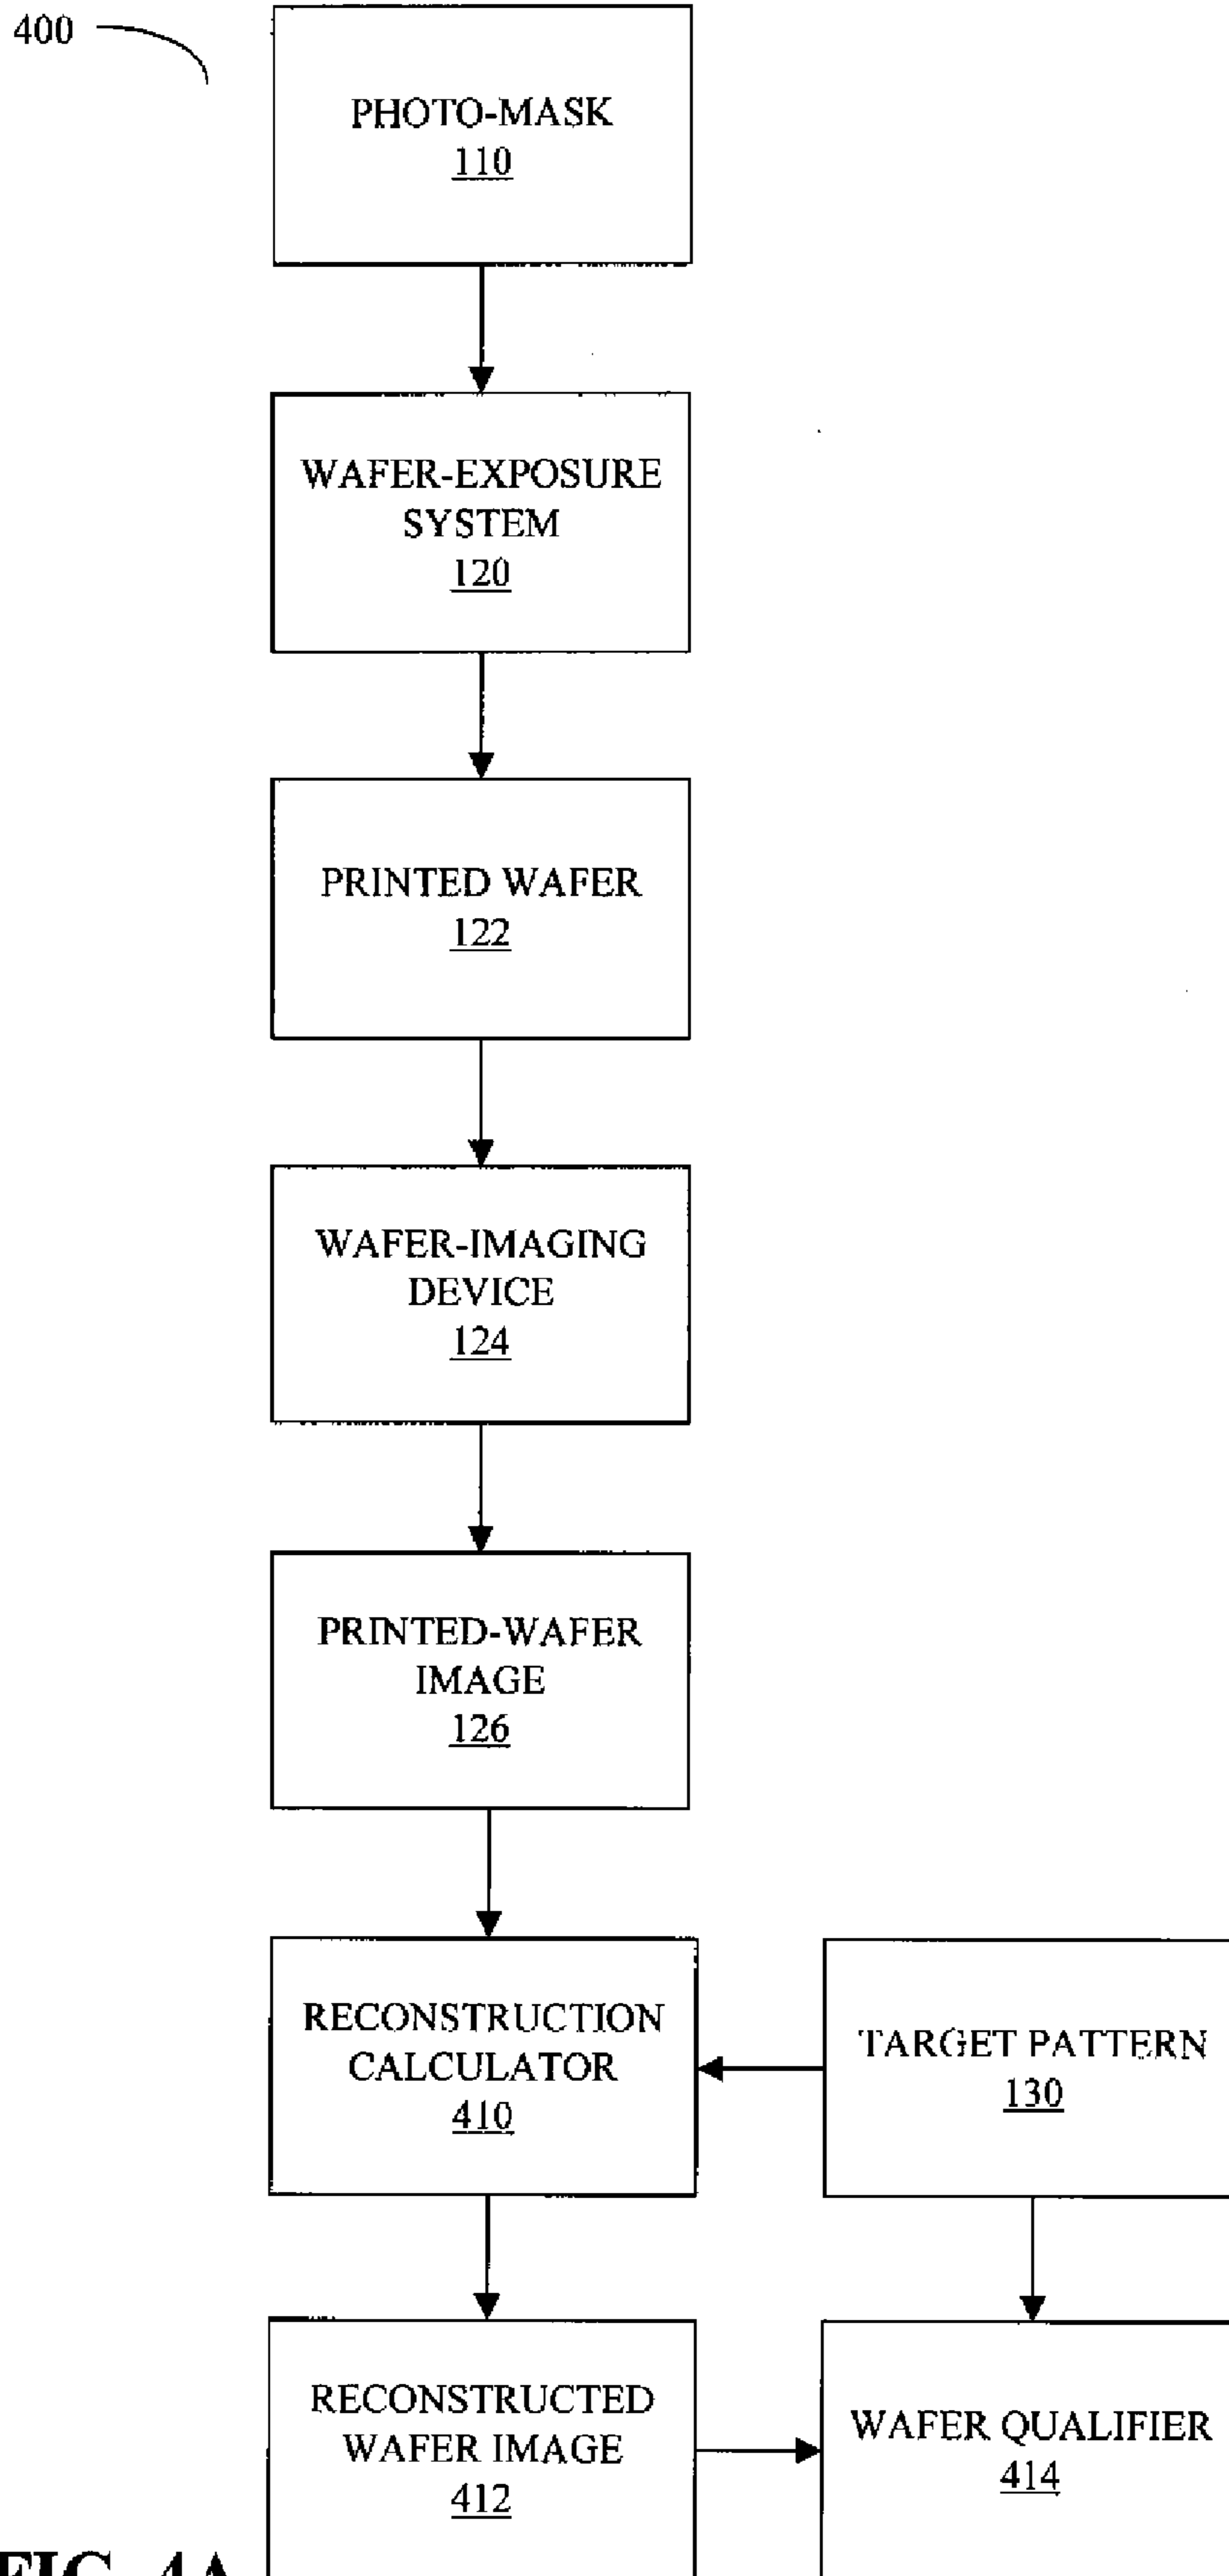 400
PHOTO-MASK
110
WAFER-EXPOSURE
SYSTEM
120
PRINTED WAFER
122
WAFER-IMAGING
DEVICE
124
PRINTED-WAFER
IMAGE
126
RECONSTRUCTION
CALCULATOR
410
TARGET PATTERN
130
RECONSTRUCTED
WAFER IMAGE
412
WAFER QUALIFIER
414
FIG. 4A